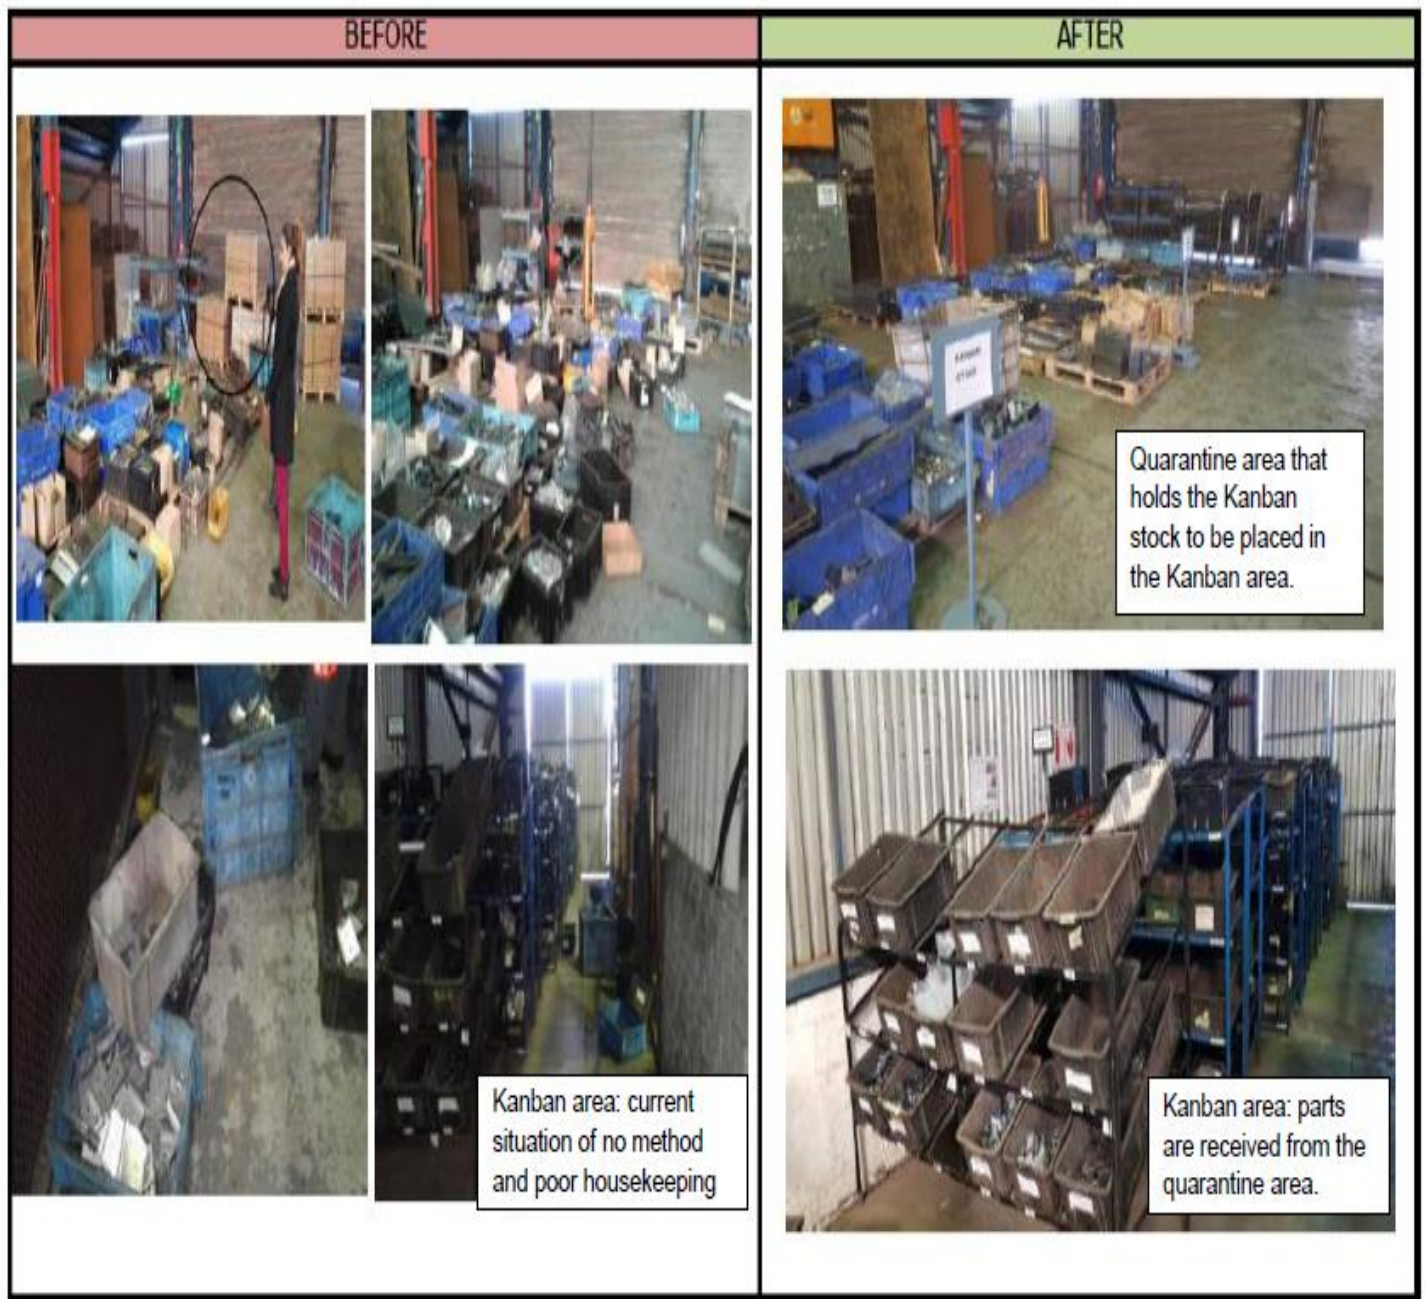 BEFORE
AFTER
Quarantine area that
holds the Kanban
stock to be placed in
the Kanban area.
Kanban area: current
situation of no method
and poor housekeeping
Kanban area: parts
are received from the
quarantine area.